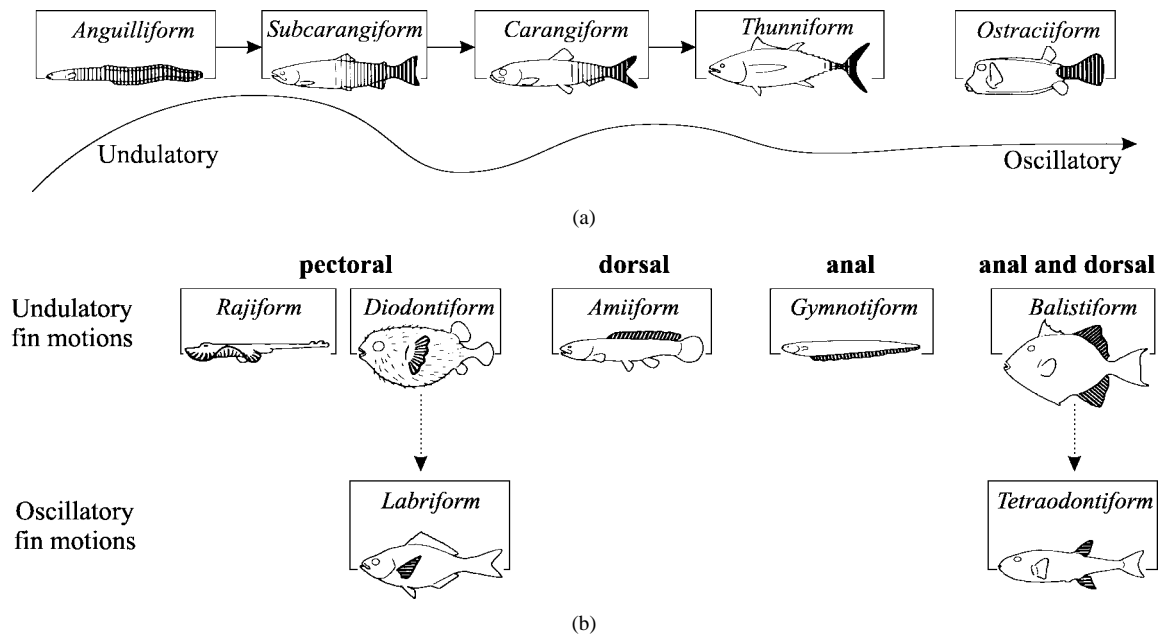 Anguilliform Subcarangiform Carangiform Thunniform Ostraciiform
Undulatory Oscillatory
(a)
pectoral dorsal anal anal and dorsal
Undulatory
fin motions
Rajiform Diodontiform Amiiform Gymnotiform Balistiform
Oscillatory
fin motions
Labriform Tetraodontiform
(b)